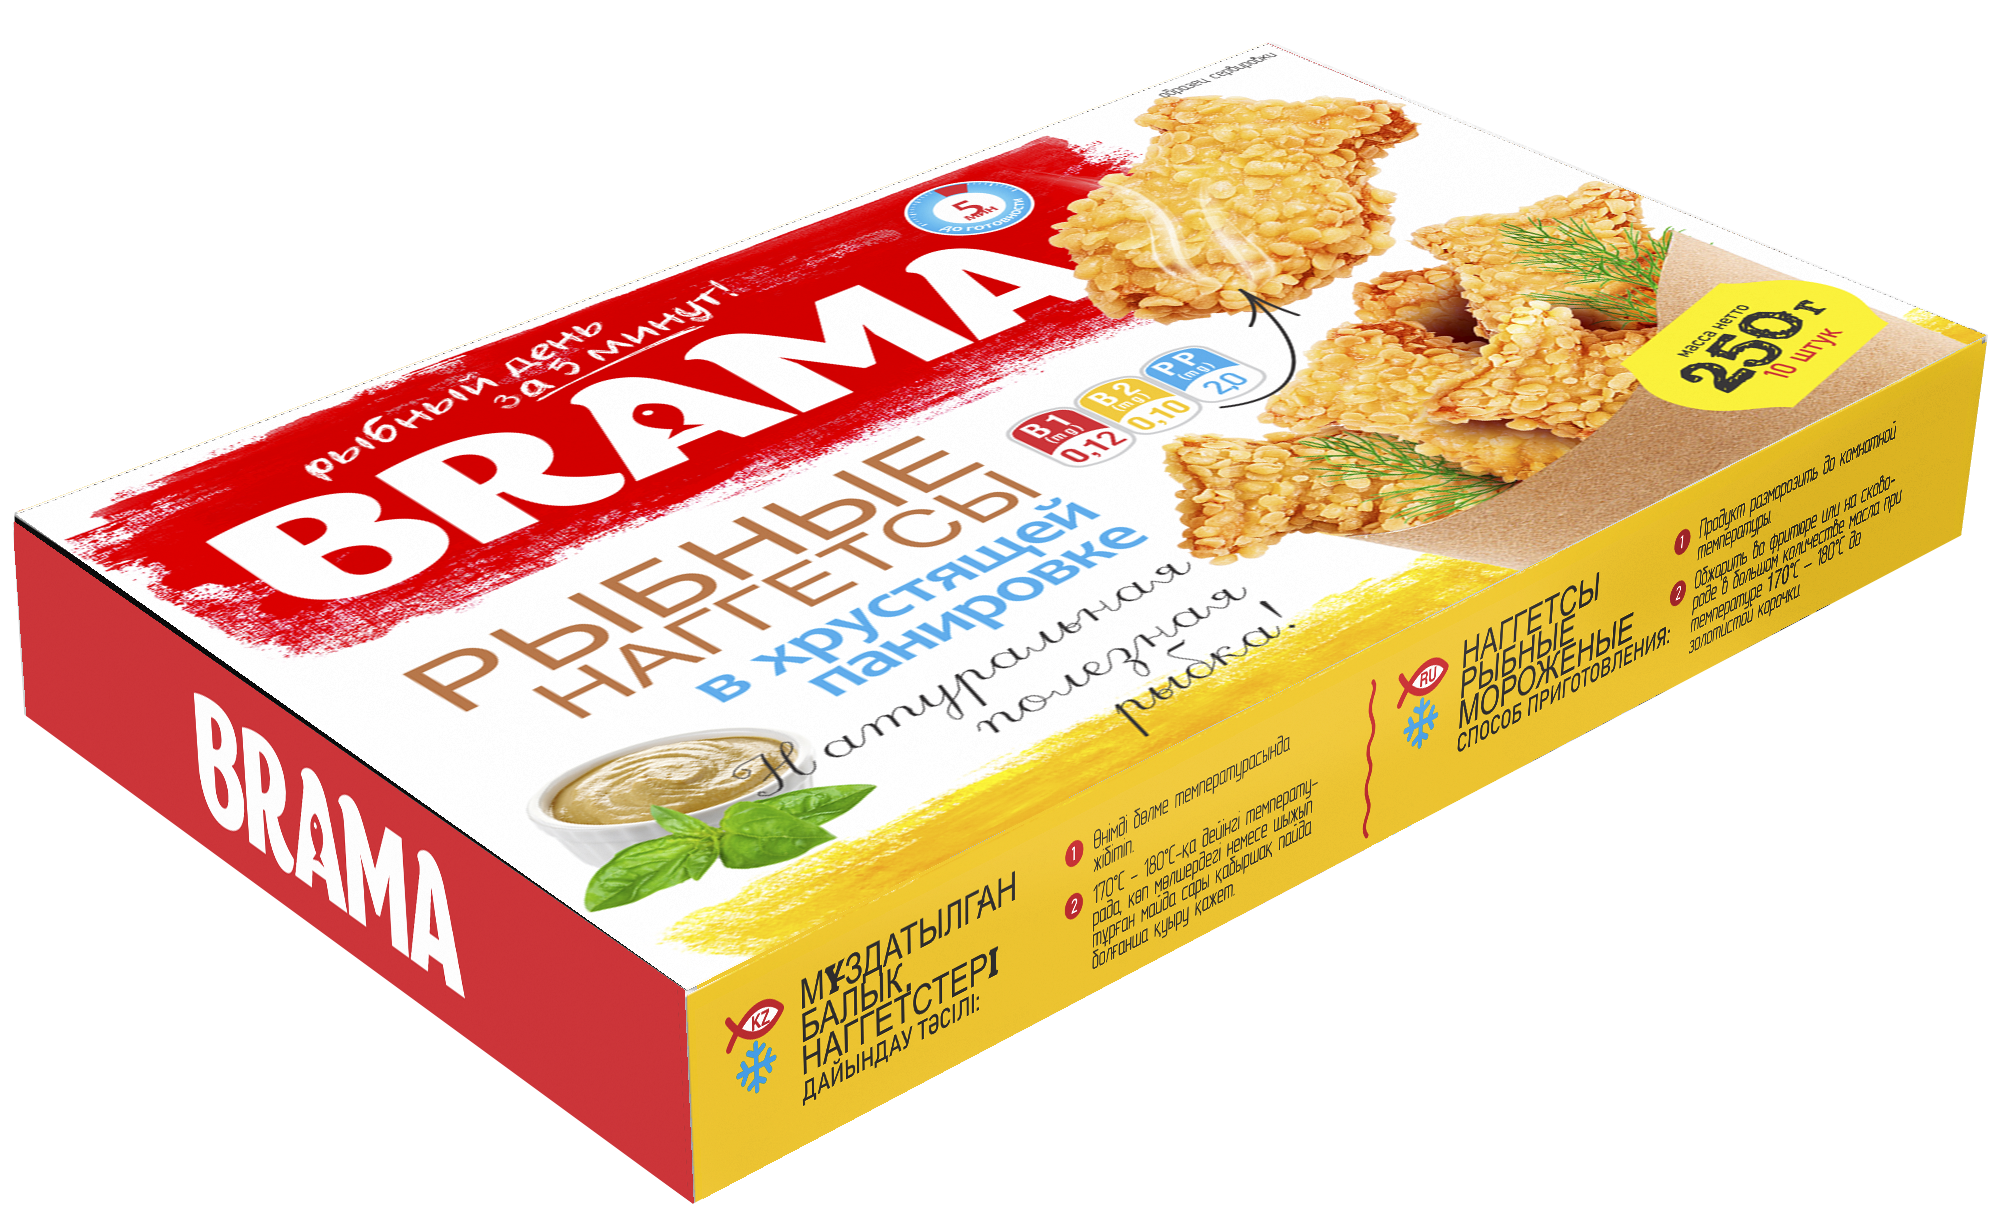 образец сервировки
5
мин
до готовности
рыбный день
за 5 минут!
BRAMA
B 1
(mg)
0,12
B 2
(mg)
0,10
P P
(mg)
2,0
РЫБНЫЕ
НАГГЕТСЫ
в хрустящей
панировке
Натуральная
полезная
рыбка!
масса нетто
250 г
10 штук
BRAMA
KZ
МҰЗДАТЫЛҒАН
БАЛЫҚ
НАГГЕТСТЕРІ
ДАЙЫНДАУ ТӘСІЛІ:
1
Өнімді бөлме температурасында
жібітіп.
2
170°C – 180°C-қа дейінгі температу-
рада, көп мөлшердегі немесе шыжып
тұрған майда сары қабыршақ пайда
болғанша қуыру қажет.
RU
НАГГЕТСЫ
РЫБНЫЕ
МОРОЖЕНЫЕ
СПОСОБ ПРИГОТОВЛЕНИЯ:
1
Продукт разморозить до комнатной
температуры.
2
Обжарить во фритюре или на сково-
роде в большом количестве масла при
температуре 170°C – 180°C до
золотистой корочки.